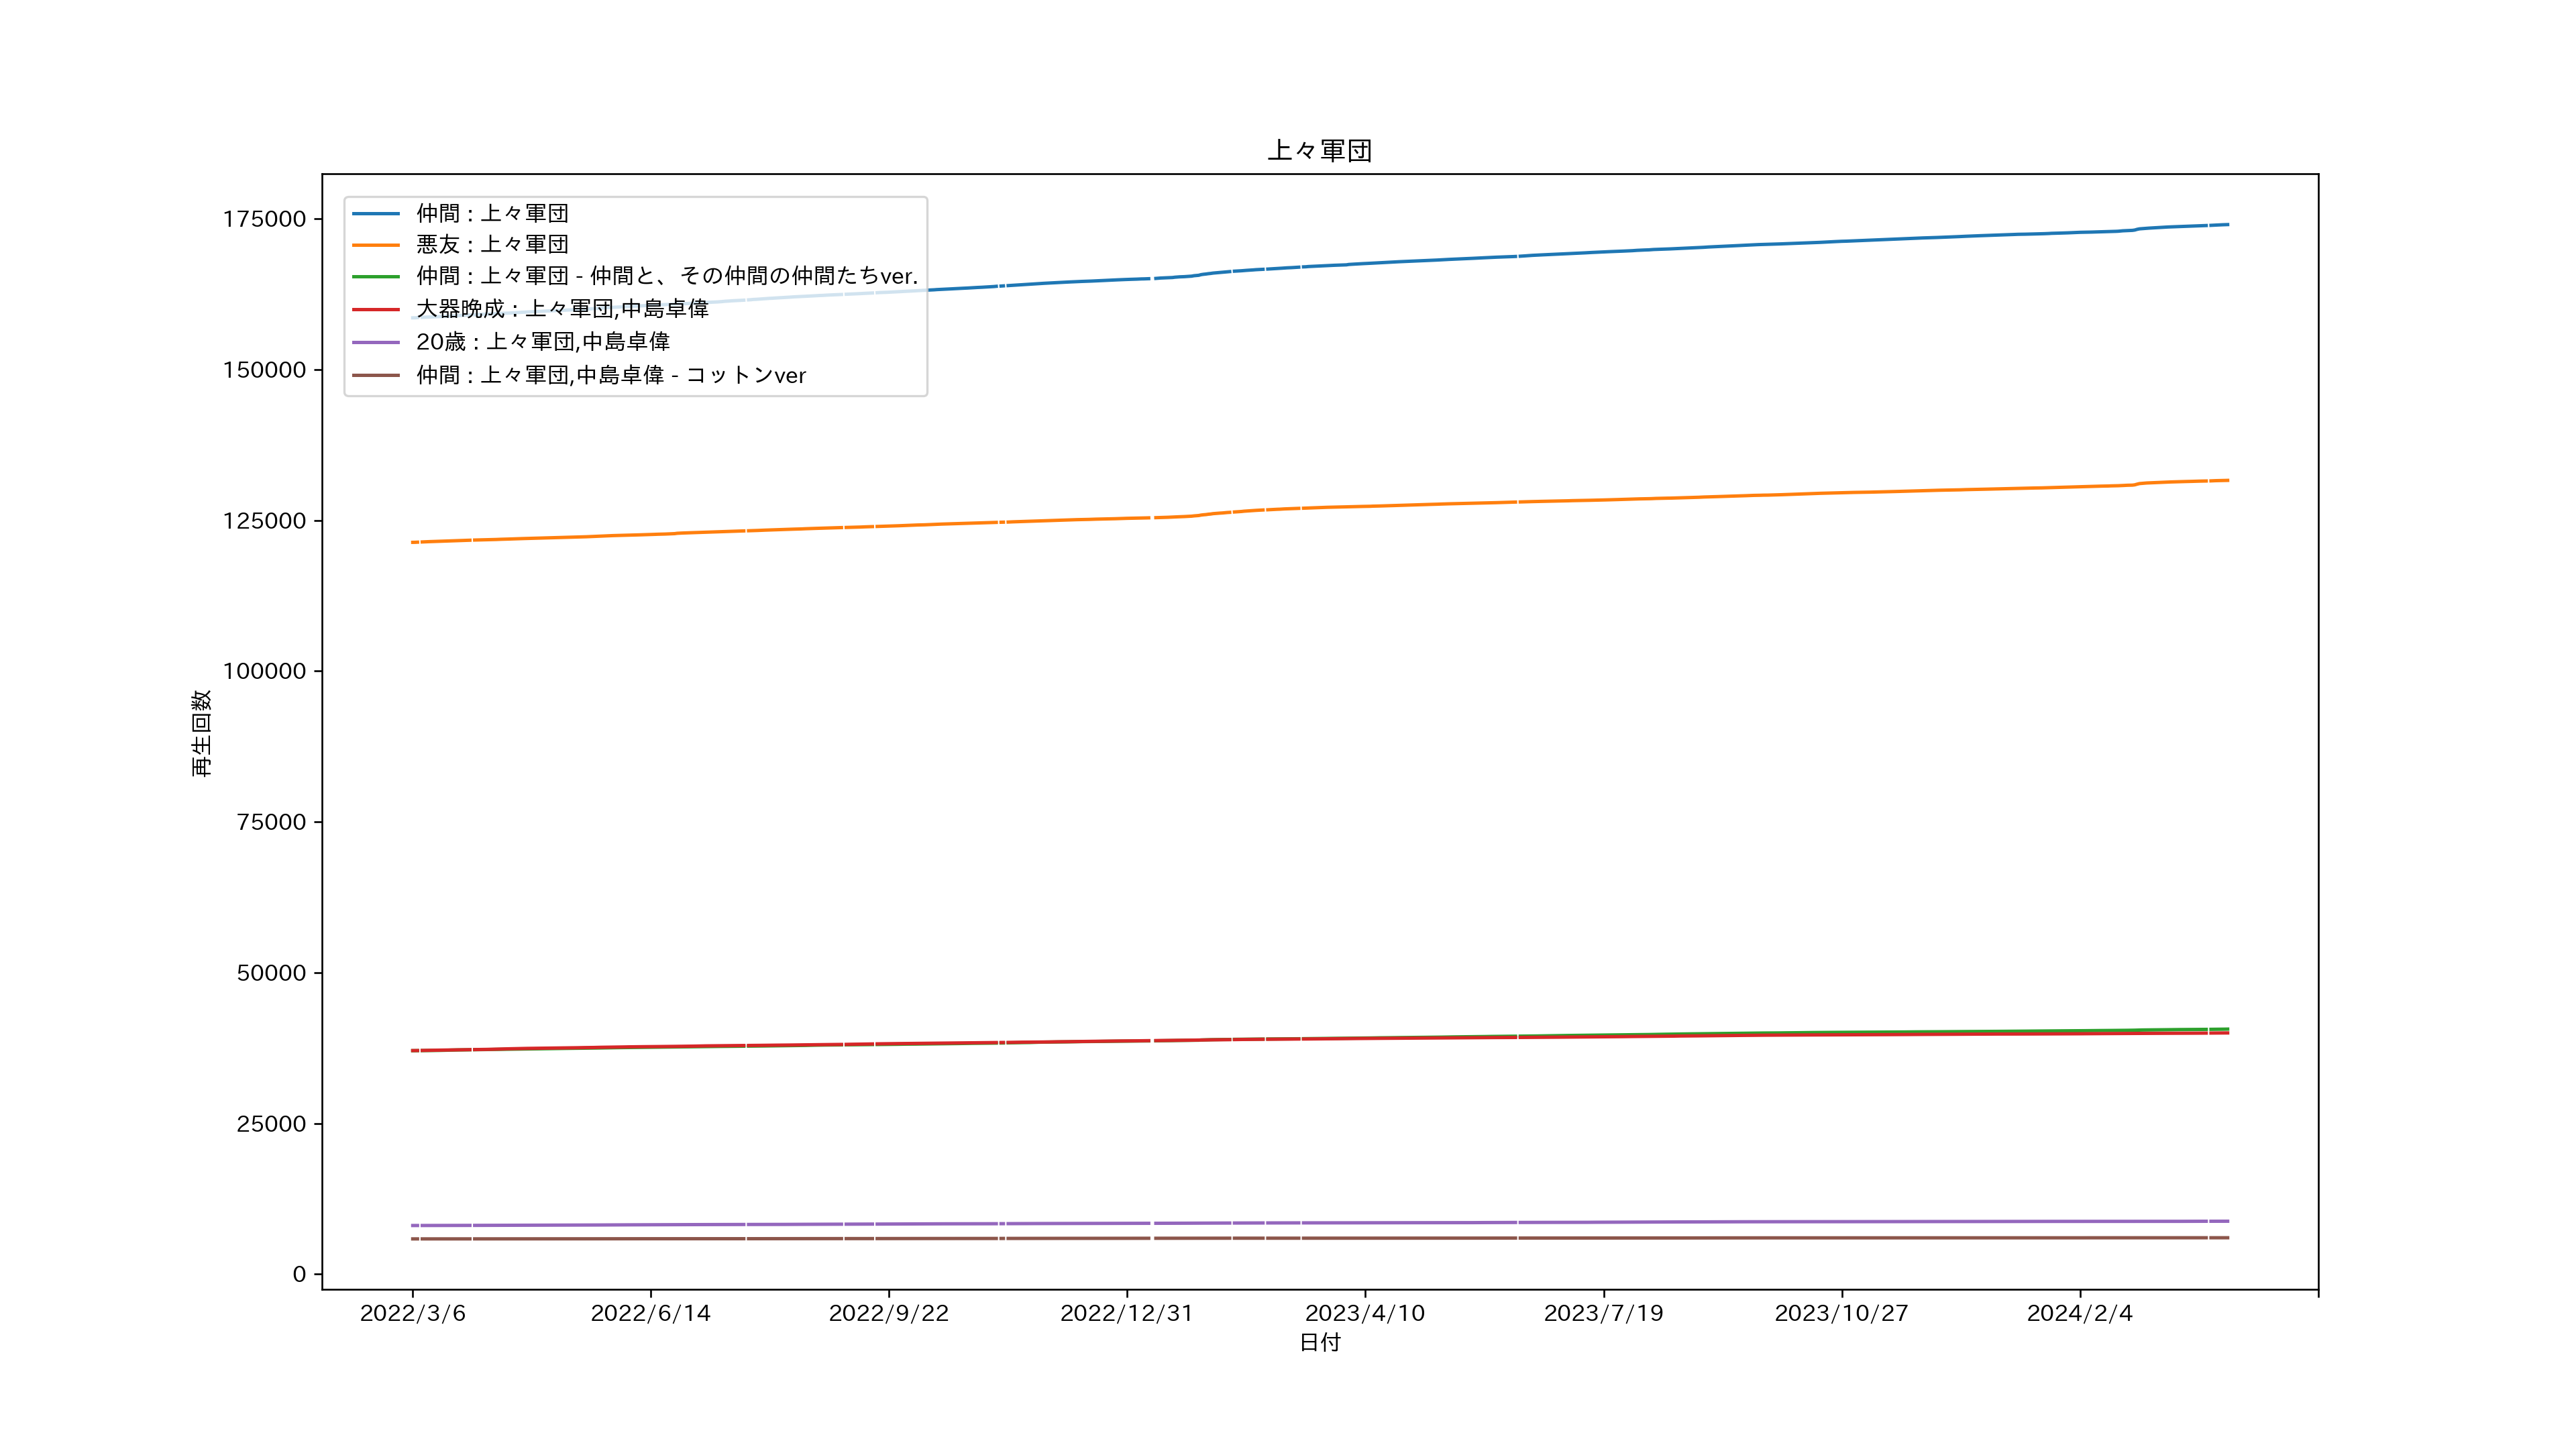 上々軍団
仲間 : 上々軍団
悪友 : 上々軍団
仲間 : 上々軍団 - 仲間と、その仲間の仲間たちver.
大器晩成 : 上々軍団,中島卓偉
20歳 : 上々軍団,中島卓偉
仲間 : 上々軍団,中島卓偉 - コットンver
175000
150000
125000
100000
75000
50000
25000
0
再生回数
2022/3/6
2022/6/14
2022/9/22
2022/12/31
2023/4/10
2023/7/19
2023/10/27
2024/2/4
日付